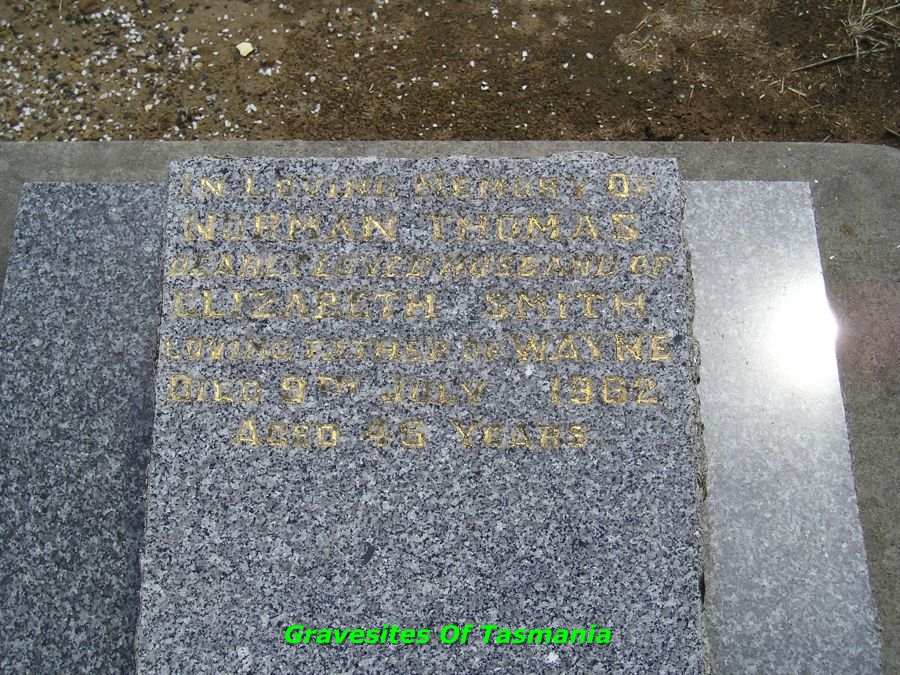 In Loving Memory Of
NORMAN THOMAS
DEARLY LOVED HUSBAND OF
ELIZABETH SMITH
LOVING FATHER OF WAYNE
DIED 9TH JULY 1962
AGED 46 YEARS.
Gravesites Of Tasmania